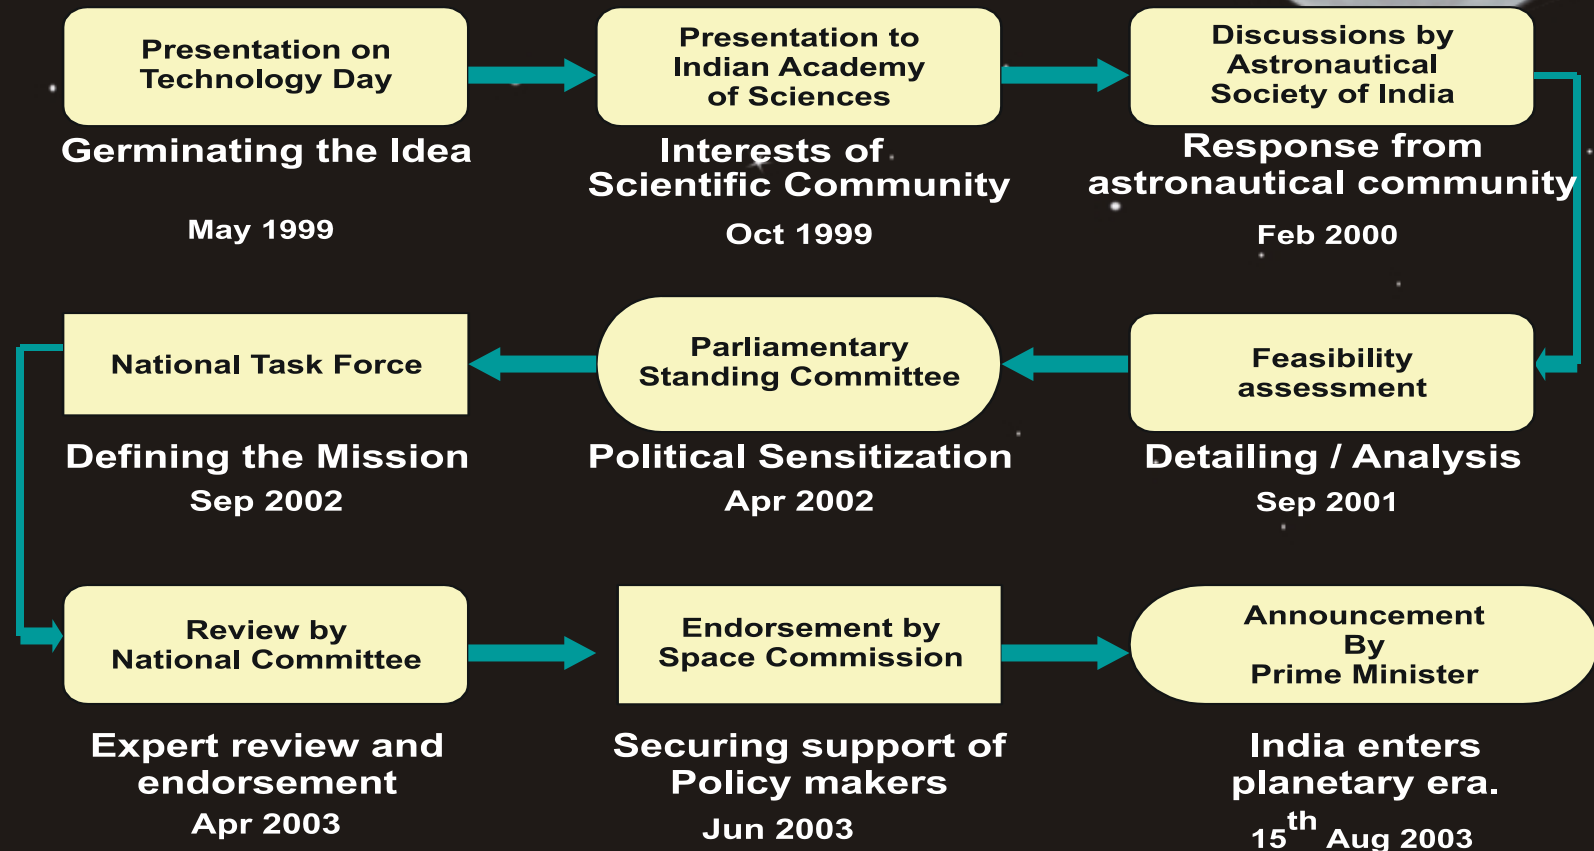 Presentation on
Technology Day
Germinating the Idea
May 1999
Presentation to
Indian Academy
of Sciences
Interests of
Scientific Community
Oct 1999
Discussions by
Astronautical
Society of India
Response from
astronautical community
Feb 2000
Feasibility
assessment
Detailing / Analysis
Sep 2001
Parliamentary
Standing Committee
Political Sensitization
Apr 2002
National Task Force
Defining the Mission
Sep 2002
Review by
National Committee
Expert review and
endorsement
Apr 2003
Endorsement by
Space Commission
Securing support of
Policy makers
Jun 2003
Announcement
By
Prime Minister
India enters
planetary era.
15th Aug 2003